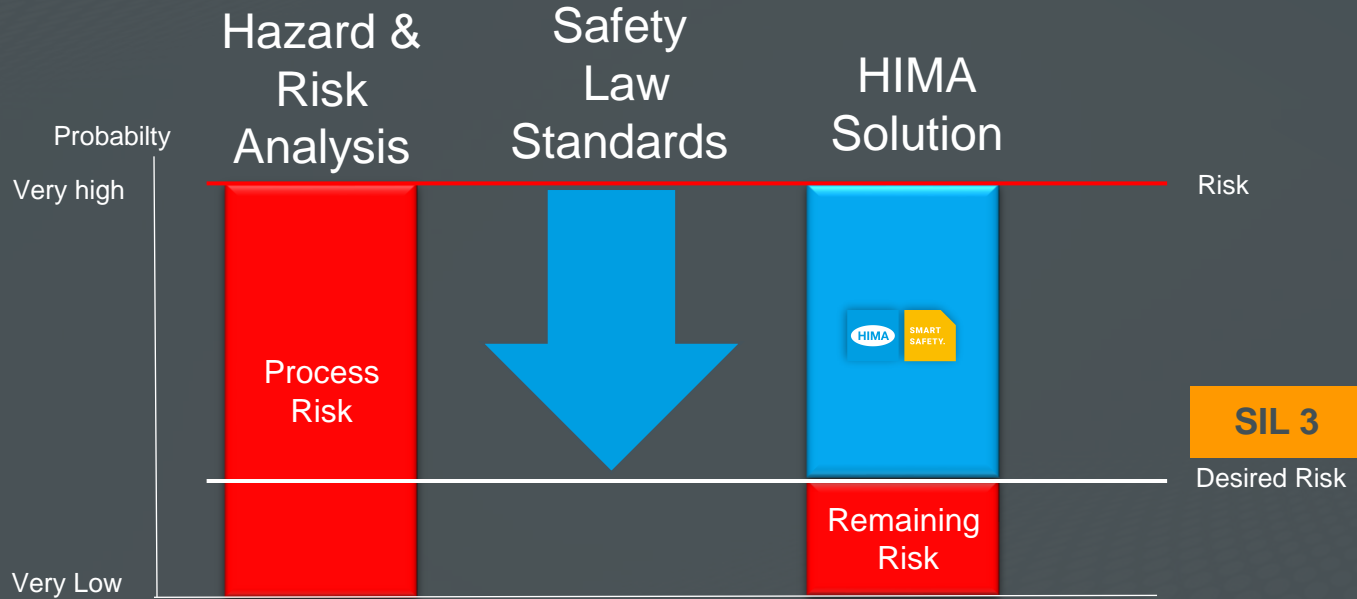 Hazard &
Risk
Analysis
Safety
Law
Standards
HIMA
Solution
Probabilty
Very high
Risk
HIMA
SMART
SAFETY.
Process
Risk
SIL 3
Desired Risk
Remaining
Risk
Very Low